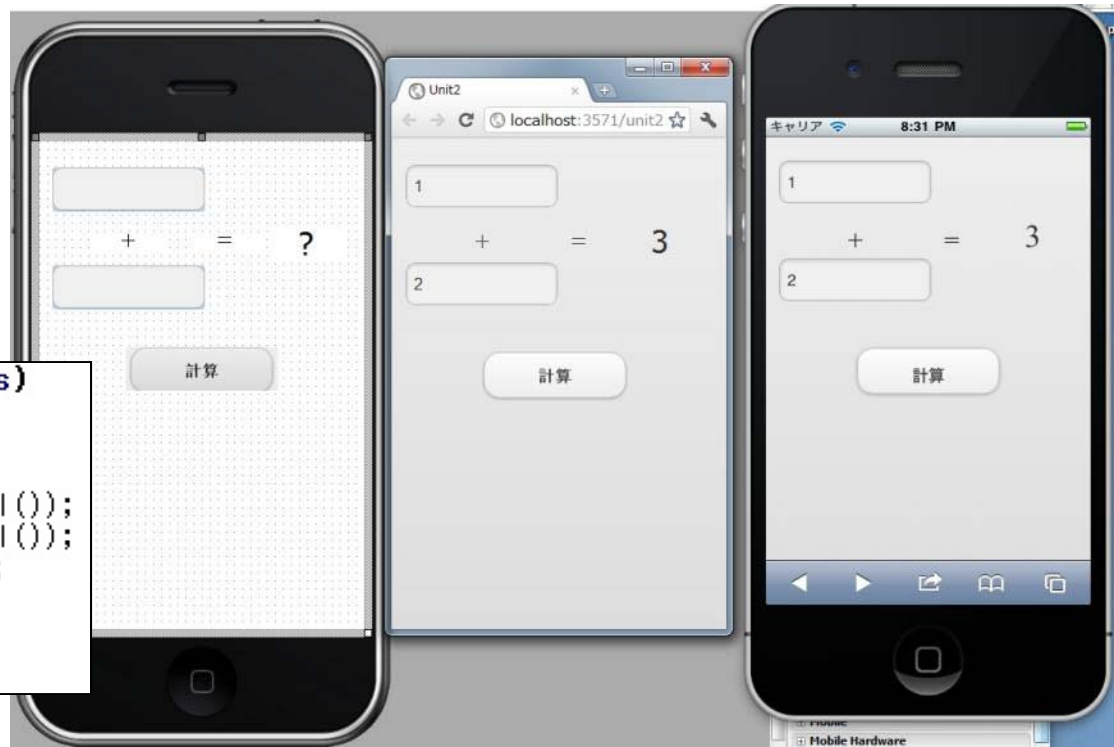 + = ?
計算
s)
l());
l());
Unit2
localhost:3571/unit2
1
+ = 3
2
計算
キャリア 8:31 PM
1
+ = 3
2
計算
Mobile Hardware